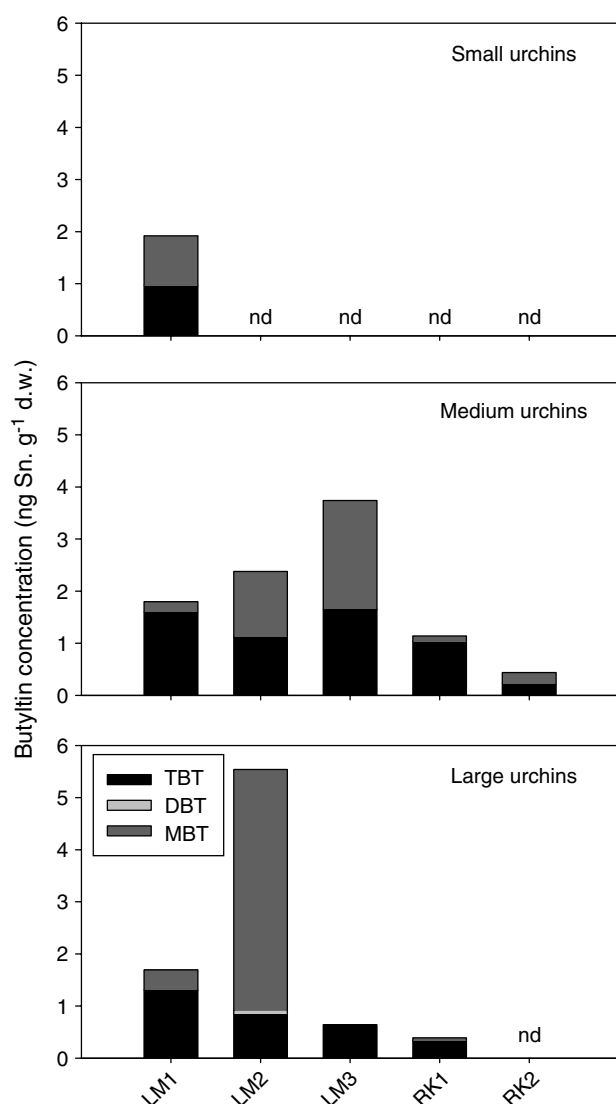 Butyltin concentration (ng Sn. g⁻¹ d.w.)
6
Small urchins
5
4
3
2
1
nd nd nd nd
0
6
Medium urchins
5
4
3
2
1
0
6
TBT
Large urchins
5
DBT
MBT
4
3
2
1
nd
0
LM1 LM2 LM3 RK1 RK2